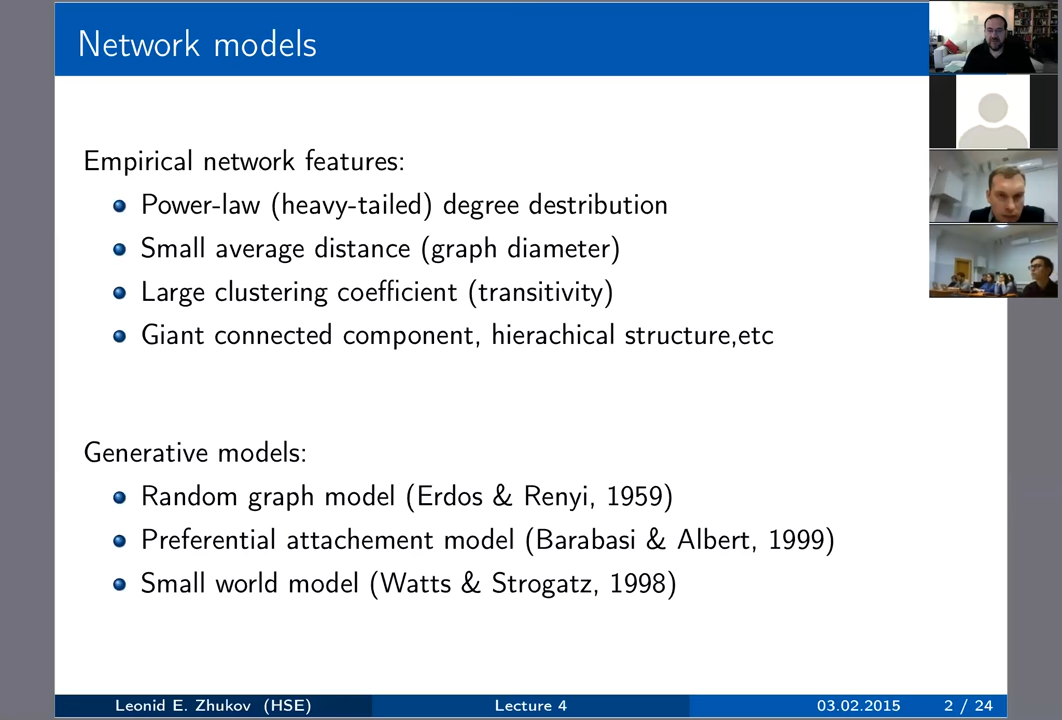 Network models
Empirical network features:
Power-law (heavy-tailed) degree destribution
Small average distance (graph diameter)
Large clustering coefficient (transitivity)
Giant connected component, hierachical structure,etc
Generative models:
Random graph model (Erdos & Renyi, 1959)
Preferential attachement model (Barabasi & Albert, 1999)
Small world model (Watts & Strogatz, 1998)
Leonid E. Zhukov (HSE) Lecture 4 03.02.2015 2 / 24